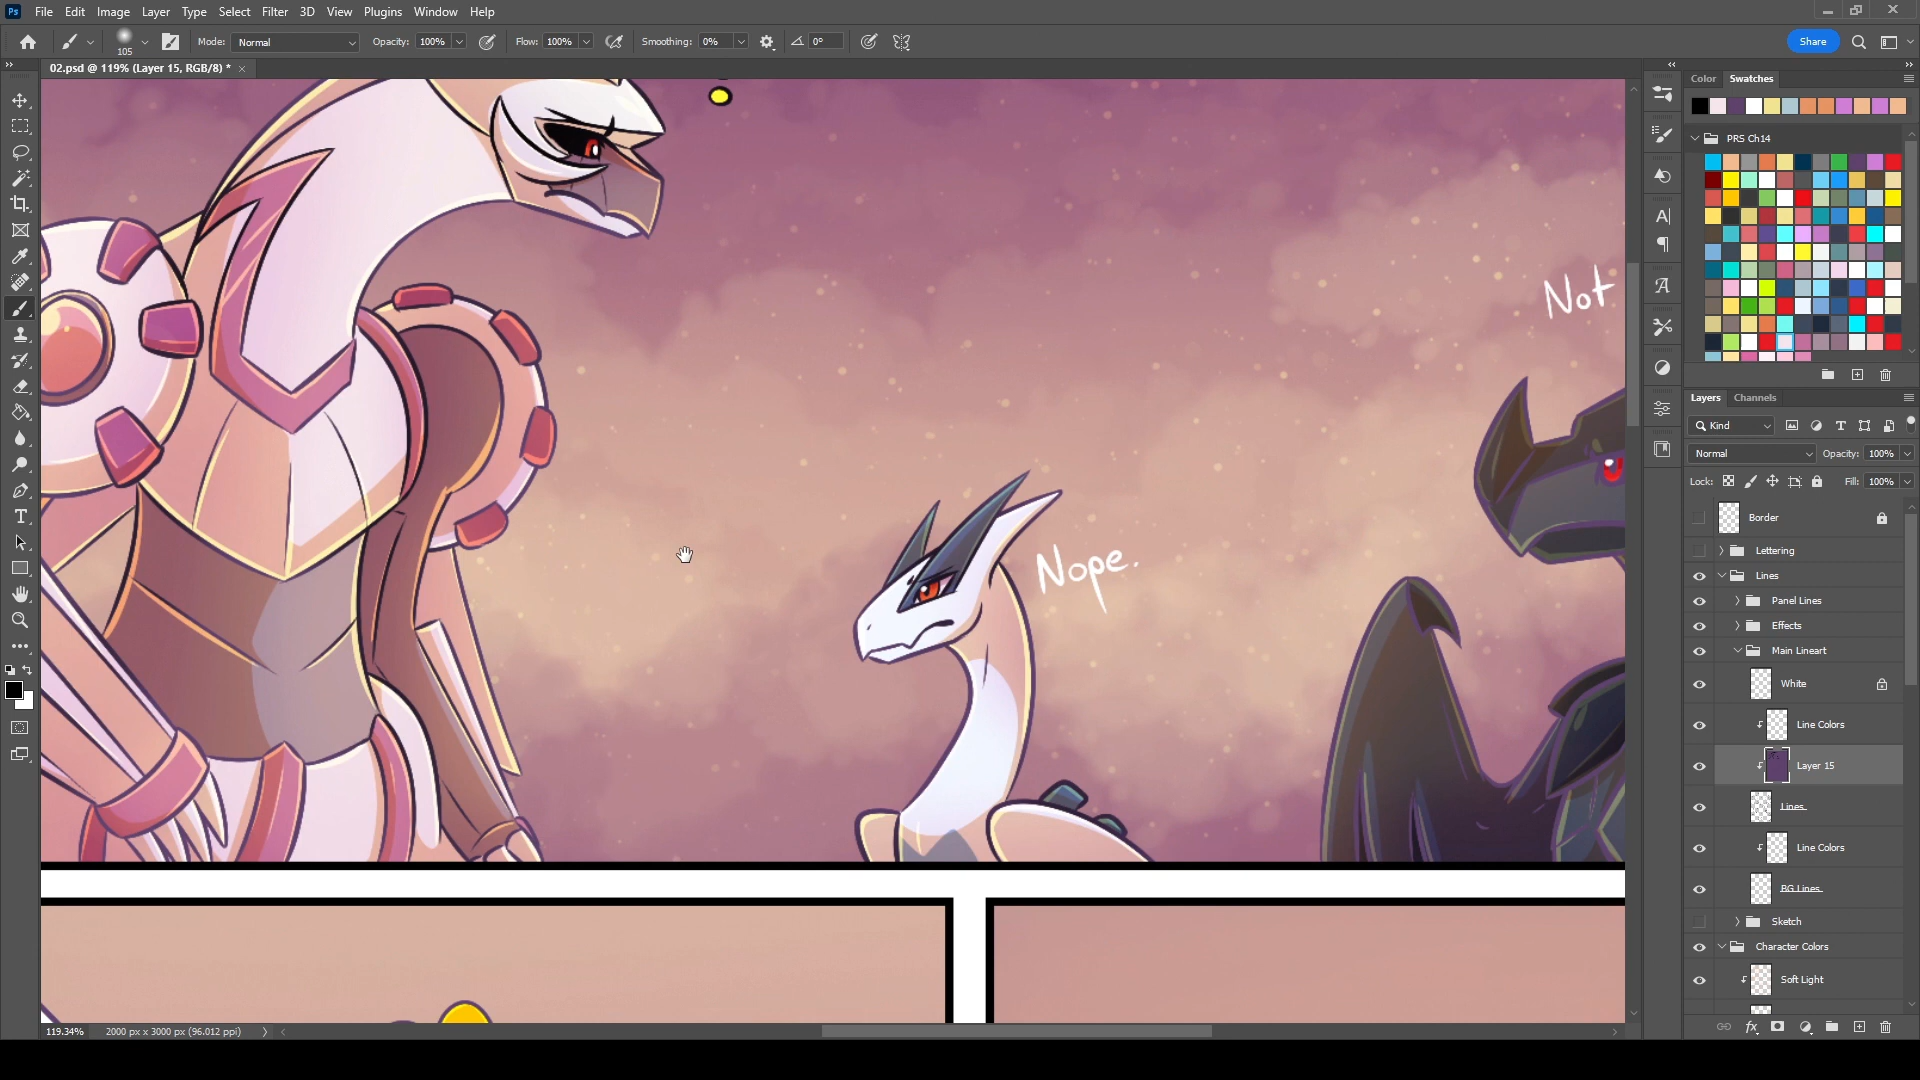 Ps File Edit Image Layer Type Select Filter 3D View Plugins Window Help
105 Mode: Normal Opacity: 100% Flow: 100% Smoothing: 0% 0° Share
02.psd @ 119% (Layer 15, RGB/8) *
Color Swatches
PRS Ch14
Not
Nope.
Layers Channels
Kind
Normal Opacity: 100%
Lock: Fill: 100%
Border
Lettering
Lines
Panel Lines
Effects
Main Lineart
White
Line Colors
Layer 15
Lines
Line Colors
BG Lines
Sketch
Character Colors
Soft Light
119.34% 2000 px x 3000 px (96.012 ppi)